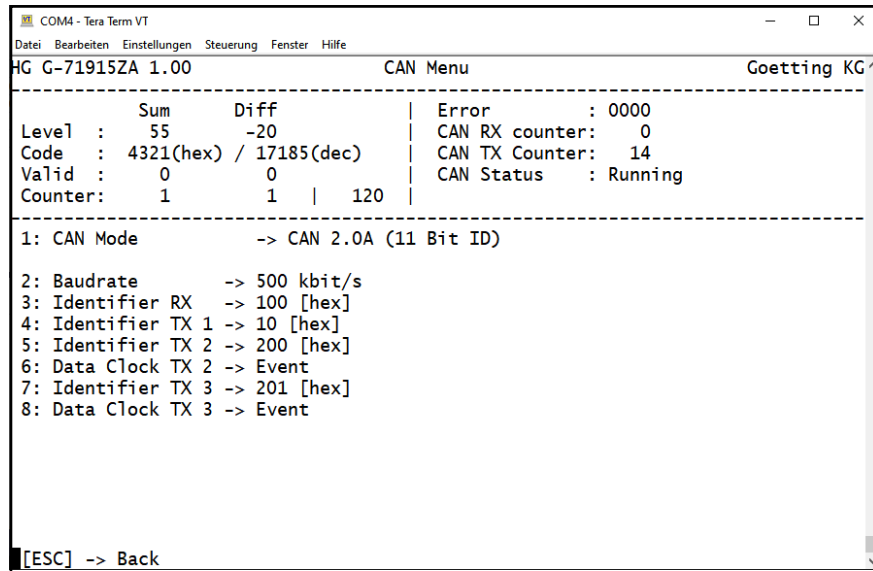 COM4 - Tera Term VT
Datei Bearbeiten Einstellungen Steuerung Fenster Hilfe
HG G-71915ZA 1.00 CAN Menu Goetting KG
--------------------------------------------------------------------------------
Sum Diff | Error : 0000
Level : 55 -20 | CAN RX counter: 0
Code : 4321(hex) / 17185(dec) | CAN TX Counter: 14
Valid : 0 0 | CAN Status : Running
Counter: 1 1 | 120 |
--------------------------------------------------------------------------------
1: CAN Mode -> CAN 2.0A (11 Bit ID)
2: Baudrate -> 500 kbit/s
3: Identifier RX -> 100 [hex]
4: Identifier TX 1 -> 10 [hex]
5: Identifier TX 2 -> 200 [hex]
6: Data Clock TX 2 -> Event
7: Identifier TX 3 -> 201 [hex]
8: Data Clock TX 3 -> Event
[ESC] -> Back